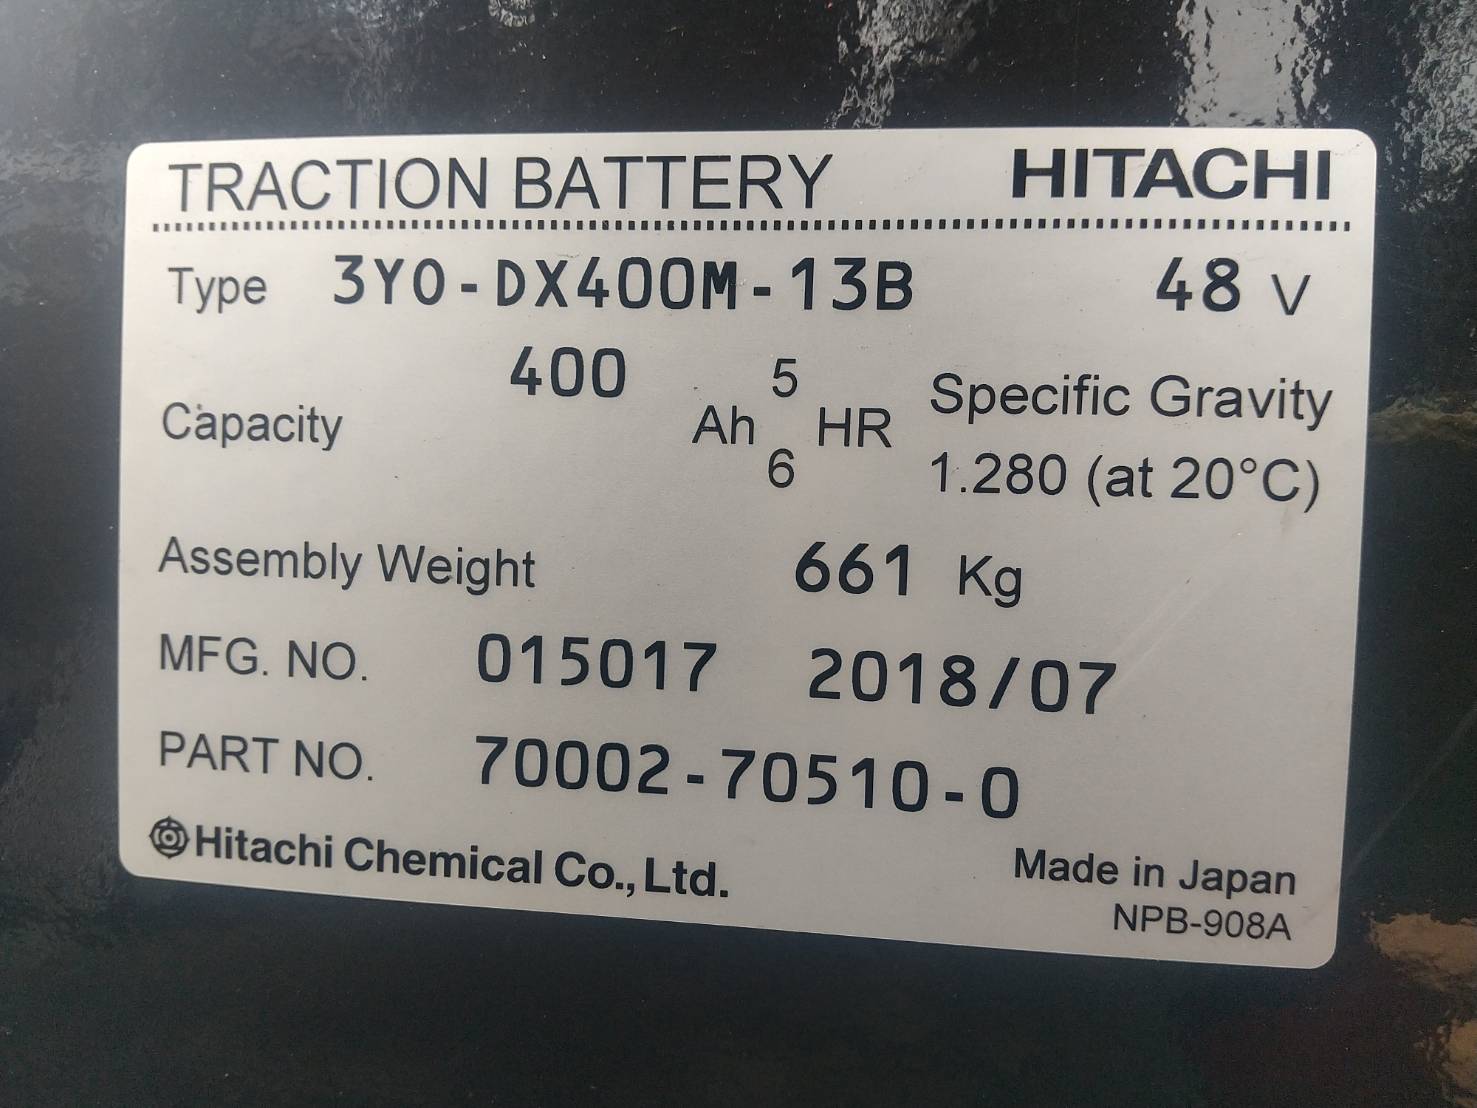 TRACTION BATTERY HITACHI
Type 3Y0-DX400M-13B 48 V
Capacity 400 Ah 5 HR Specific Gravity
6 1.280 (at 20°C)
Assembly Weight 661 Kg
MFG. NO. 015017 2018/07
PART NO. 70002-70510-0
Hitachi Chemical Co., Ltd. Made in Japan
NPB-908A